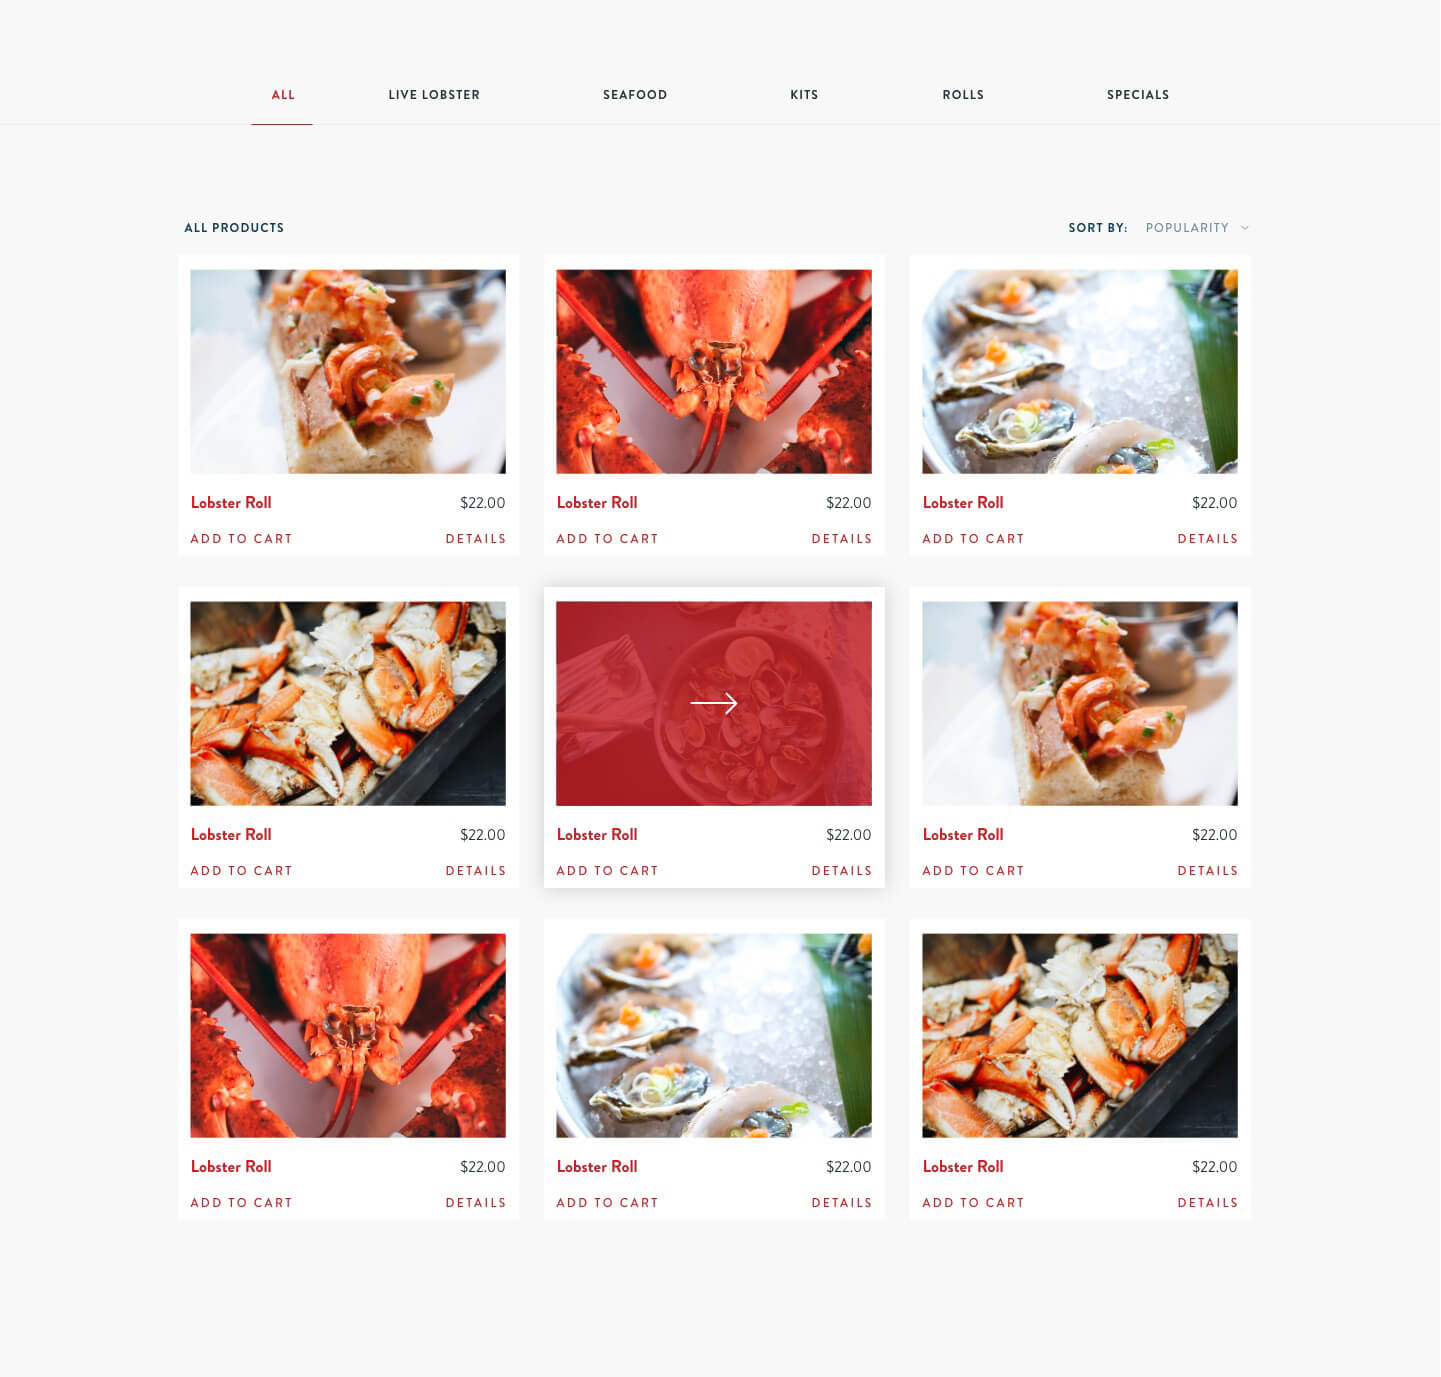 ALL LIVE LOBSTER SEAFOOD KITS ROLLS SPECIALS
ALL PRODUCTS SORT BY: POPULARITY
Lobster Roll $22.00 Lobster Roll $22.00 Lobster Roll $22.00
ADD TO CART DETAILS ADD TO CART DETAILS ADD TO CART DETAILS
Lobster Roll $22.00 Lobster Roll $22.00 Lobster Roll $22.00
ADD TO CART DETAILS ADD TO CART DETAILS ADD TO CART DETAILS
Lobster Roll $22.00 Lobster Roll $22.00 Lobster Roll $22.00
ADD TO CART DETAILS ADD TO CART DETAILS ADD TO CART DETAILS